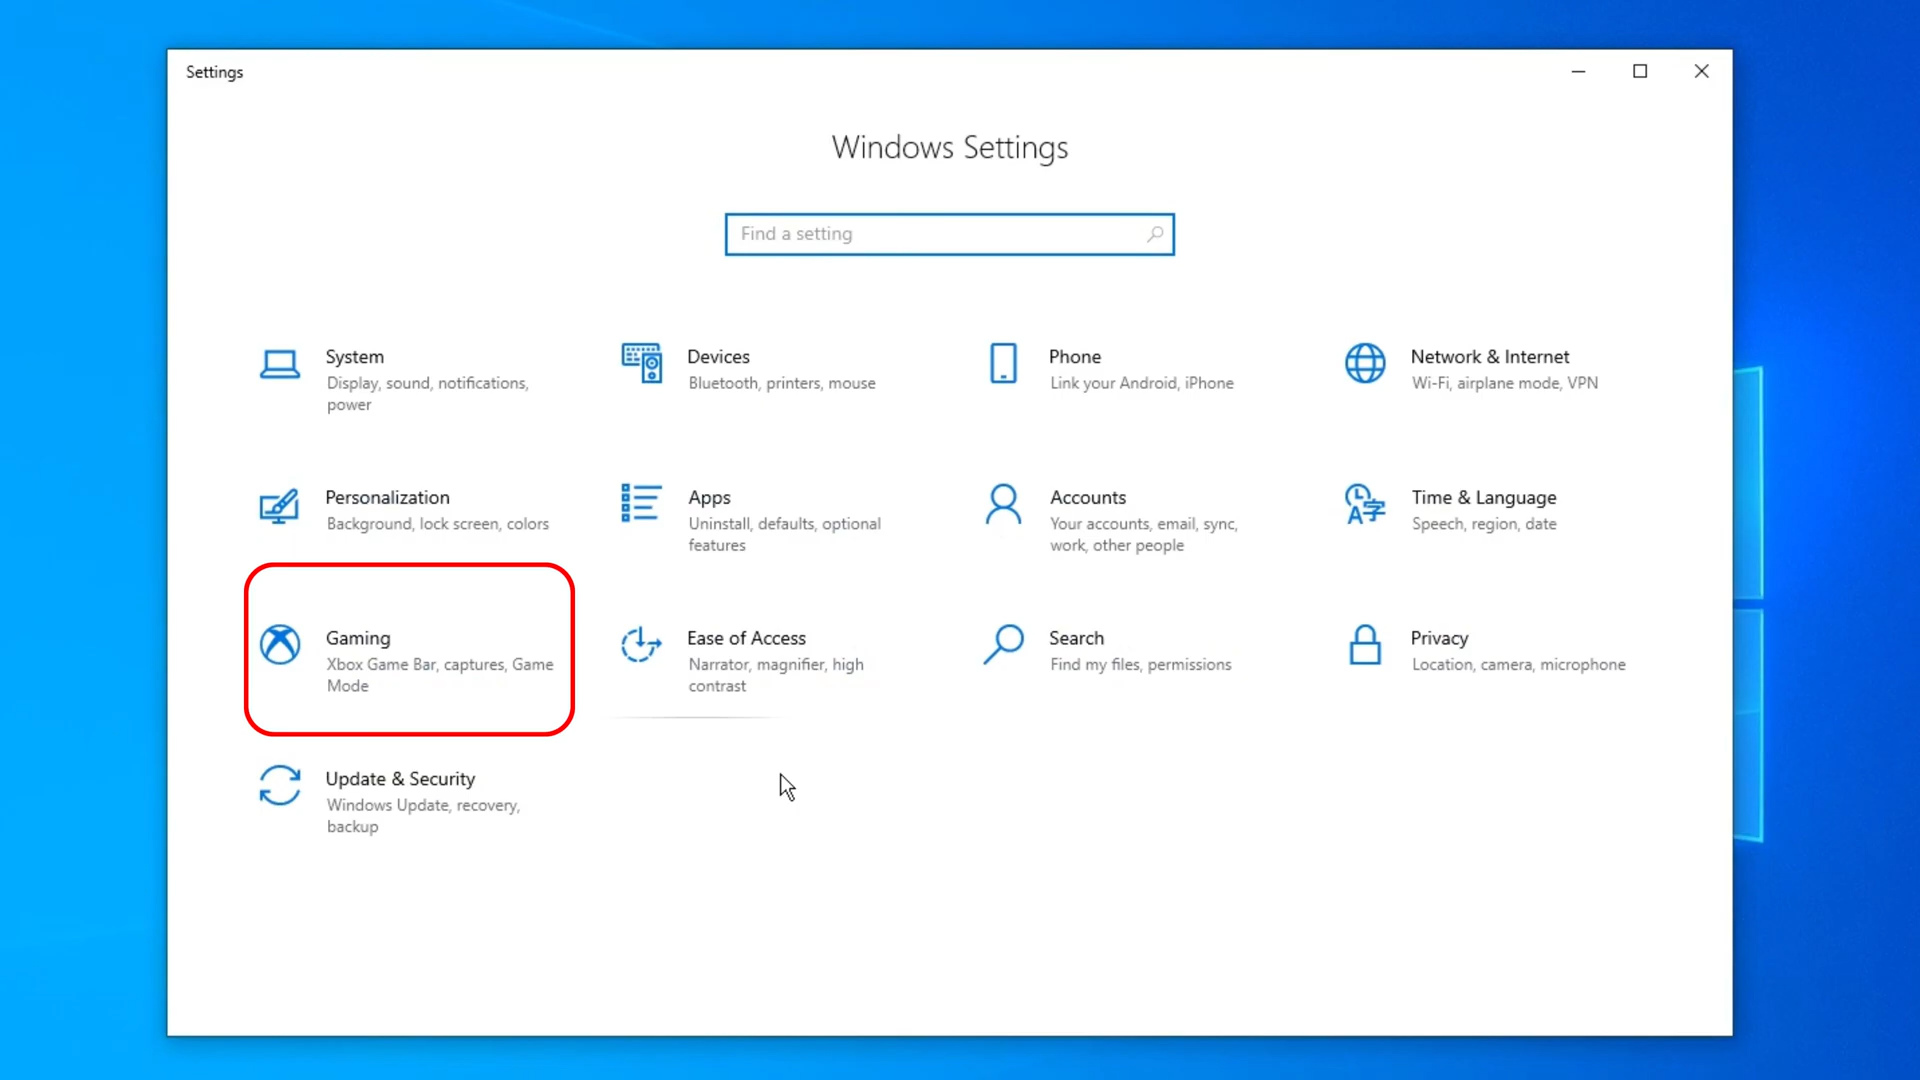 Settings
Windows Settings
Find a setting
System
Display, sound, notifications,
power
Devices
Bluetooth, printers, mouse
Phone
Link your Android, iPhone
Network & Internet
Wi-Fi, airplane mode, VPN
Personalization
Background, lock screen, colors
Apps
Uninstall, defaults, optional
features
Accounts
Your accounts, email, sync,
work, other people
Time & Language
Speech, region, date
Gaming
Xbox Game Bar, captures, Game
Mode
Ease of Access
Narrator, magnifier, high
contrast
Search
Find my files, permissions
Privacy
Location, camera, microphone
Update & Security
Windows Update, recovery,
backup